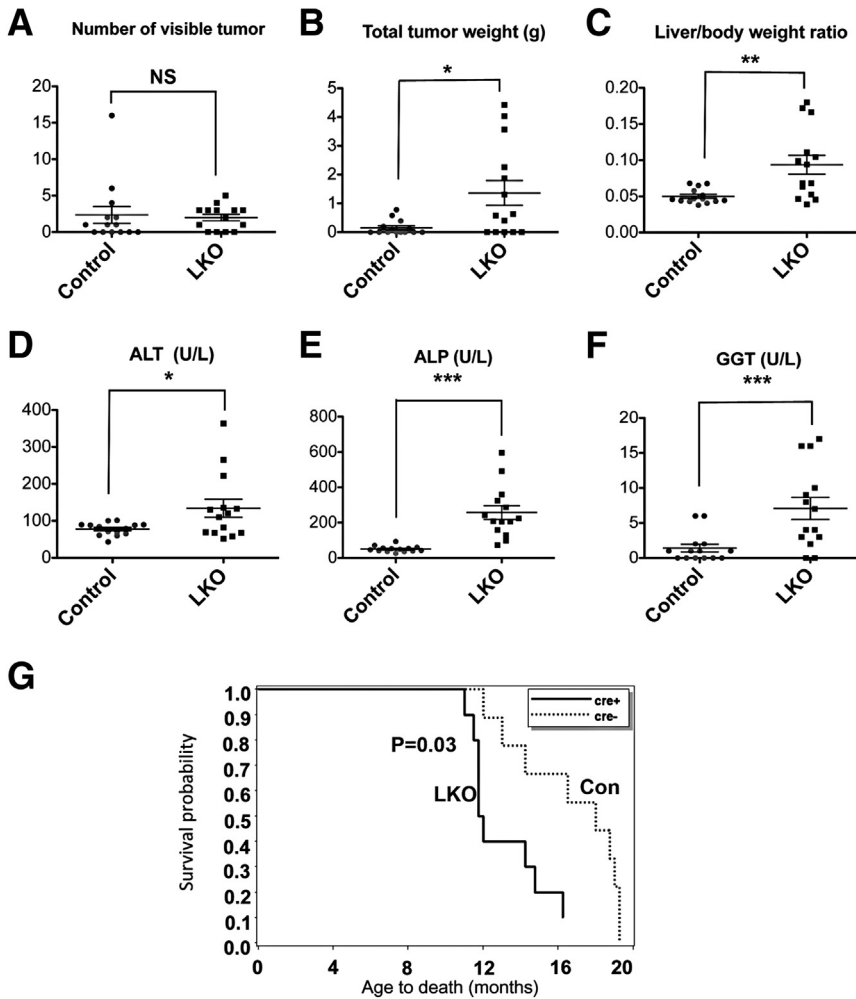 A
Number of visible tumor
NS
20
15
10
5
0
Control
LKO
B
Total tumor weight (g)
*
5
4
3
2
1
0
Control
LKO
C
Liver/body weight ratio
**
0.20
0.15
0.10
0.05
0.00
Control
LKO
D
ALT (U/L)
*
400
300
200
100
0
Control
LKO
E
ALP (U/L)
***
800
600
400
200
0
Control
LKO
F
GGT (U/L)
***
20
15
10
5
0
Control
LKO
G
Survival probability
1.0
0.9
0.8
0.7
0.6
0.5
0.4
0.3
0.2
0.1
0.0
P=0.03
LKO
Con
cre+
cre-
0 4 8 12 16 20
Age to death (months)